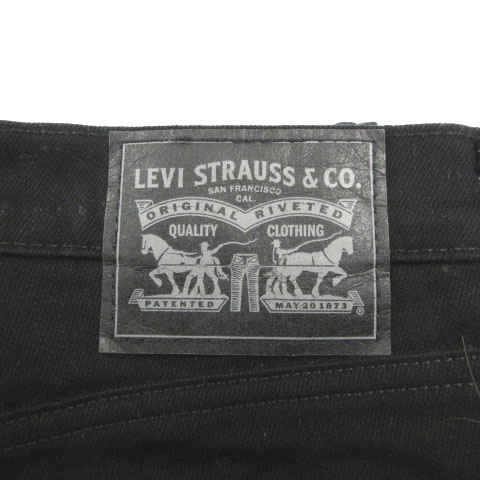 LEVI STRAUSS & CO.
SAN FRANCISCO
CAL.
ORIGINAL RIVETED
QUALITY CLOTHING
PATENTED MAY 20 1873
®